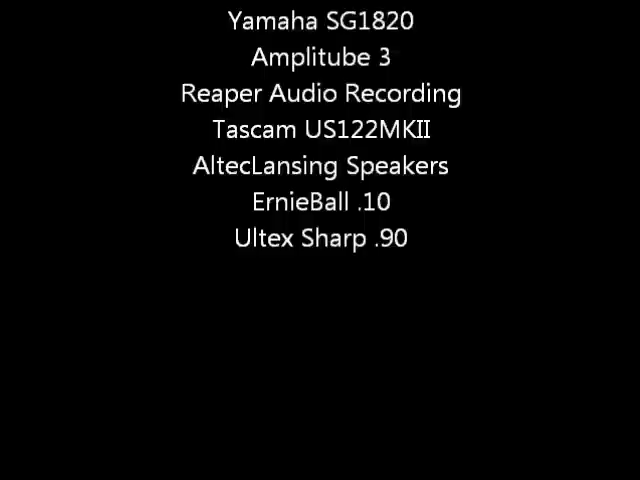 Yamaha SG1820
Amplitube 3
Reaper Audio Recording
Tascam US122MKII
AltecLansing Speakers
ErnieBall .10
Ultex Sharp .90